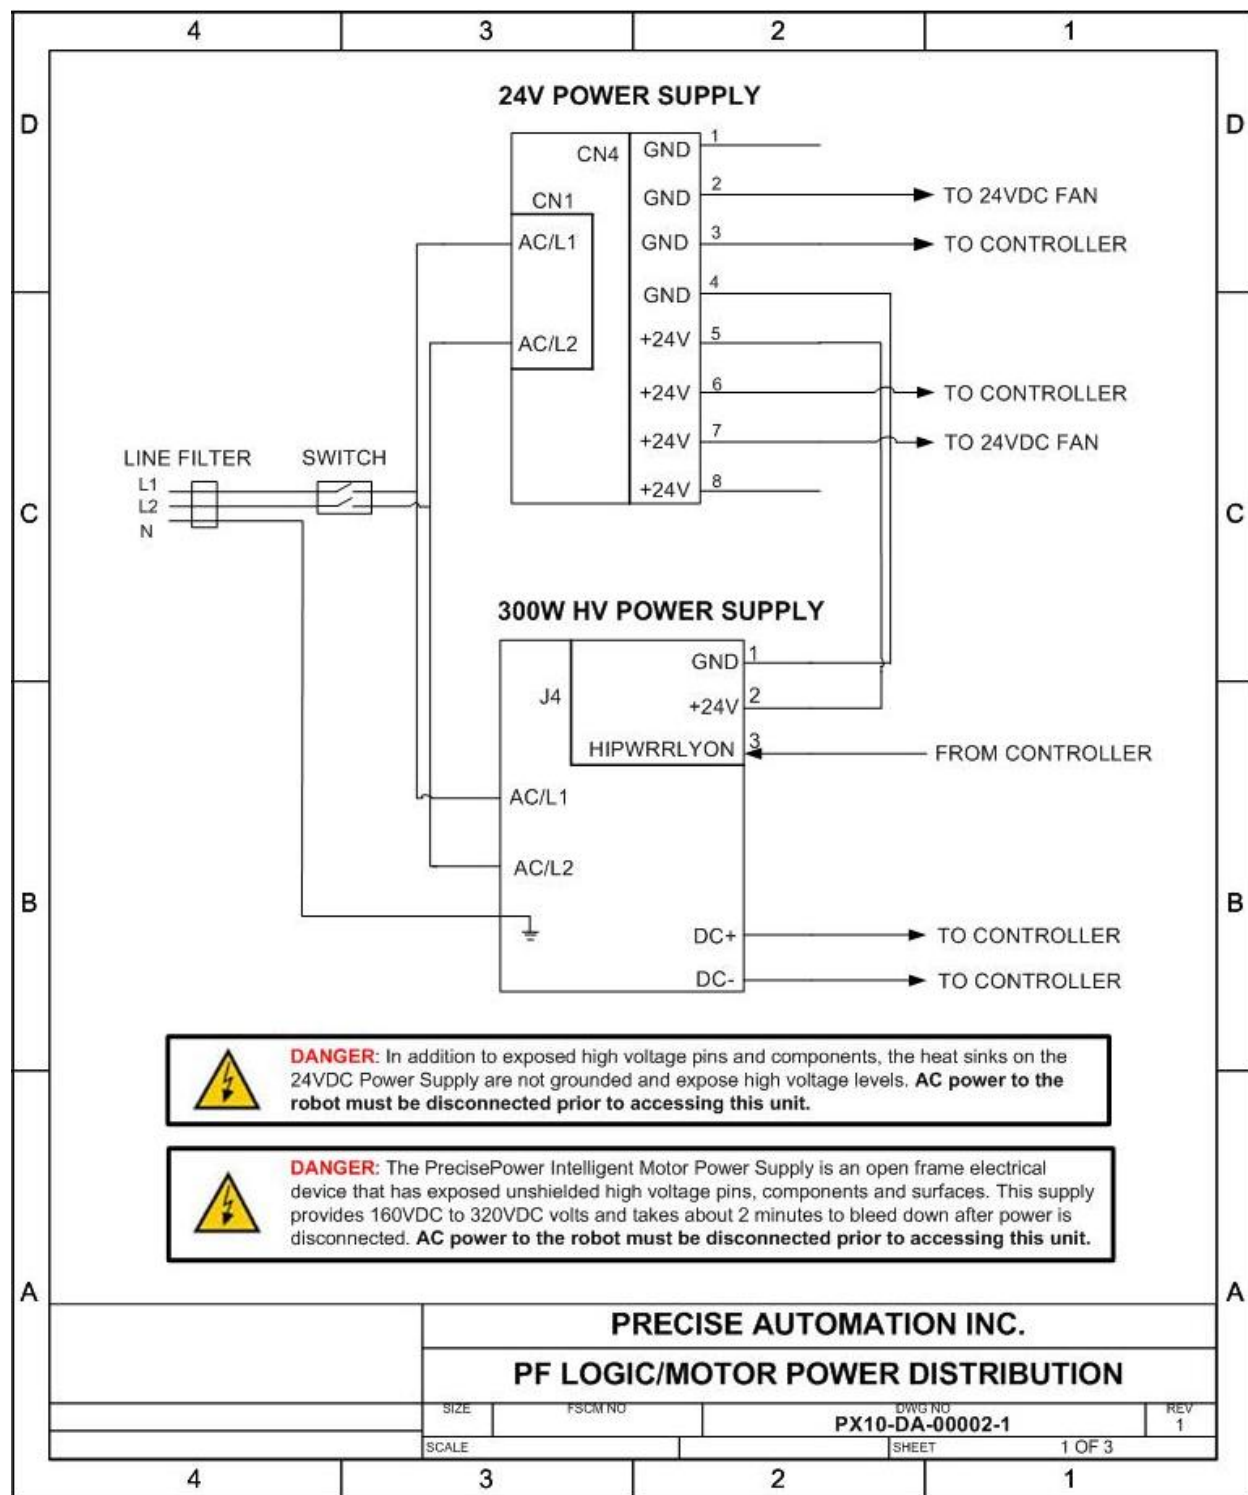 4 3 2 1
24V POWER SUPPLY
D D
CN4 GND 1
CN1 GND 2 TO 24VDC FAN
AC/L1 GND 3 TO CONTROLLER
GND 4
AC/L2 +24V 5
+24V 6 TO CONTROLLER
+24V 7 TO 24VDC FAN
LINE FILTER SWITCH
+24V 8
L1
L2
C C
N
300W HV POWER SUPPLY
GND 1
J4 +24V 2
HIPWRRLYON 3 FROM CONTROLLER
AC/L1
AC/L2
B B
DC+ TO CONTROLLER
DC- TO CONTROLLER
DANGER: In addition to exposed high voltage pins and components, the heat sinks on the
24VDC Power Supply are not grounded and expose high voltage levels. AC power to the
robot must be disconnected prior to accessing this unit.
DANGER: The PrecisePower Intelligent Motor Power Supply is an open frame electrical
device that has exposed unshielded high voltage pins, components and surfaces. This supply
provides 160VDC to 320VDC volts and takes about 2 minutes to bleed down after power is
disconnected. AC power to the robot must be disconnected prior to accessing this unit.
A A
PRECISE AUTOMATION INC.
PF LOGIC/MOTOR POWER DISTRIBUTION
SIZE FSCM NO DWG NO REV
PX10-DA-00002-1 1
SCALE SHEET 1 OF 3
4 3 2 1